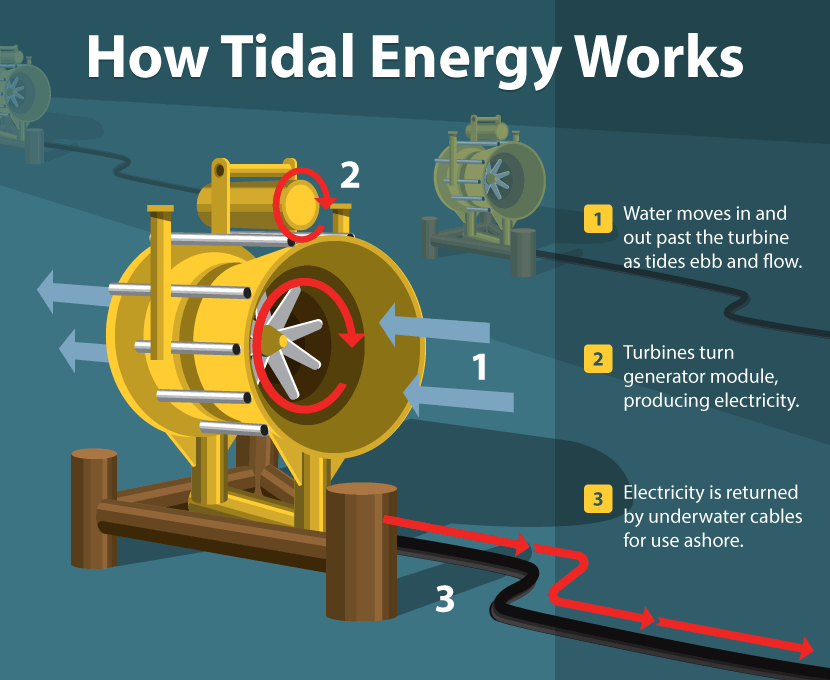 How Tidal Energy Works
2
1
3
1
Water moves in and
out past the turbine
as tides ebb and flow.
2
Turbines turn
generator module,
producing electricity.
3
Electricity is returned
by underwater cables
for use ashore.